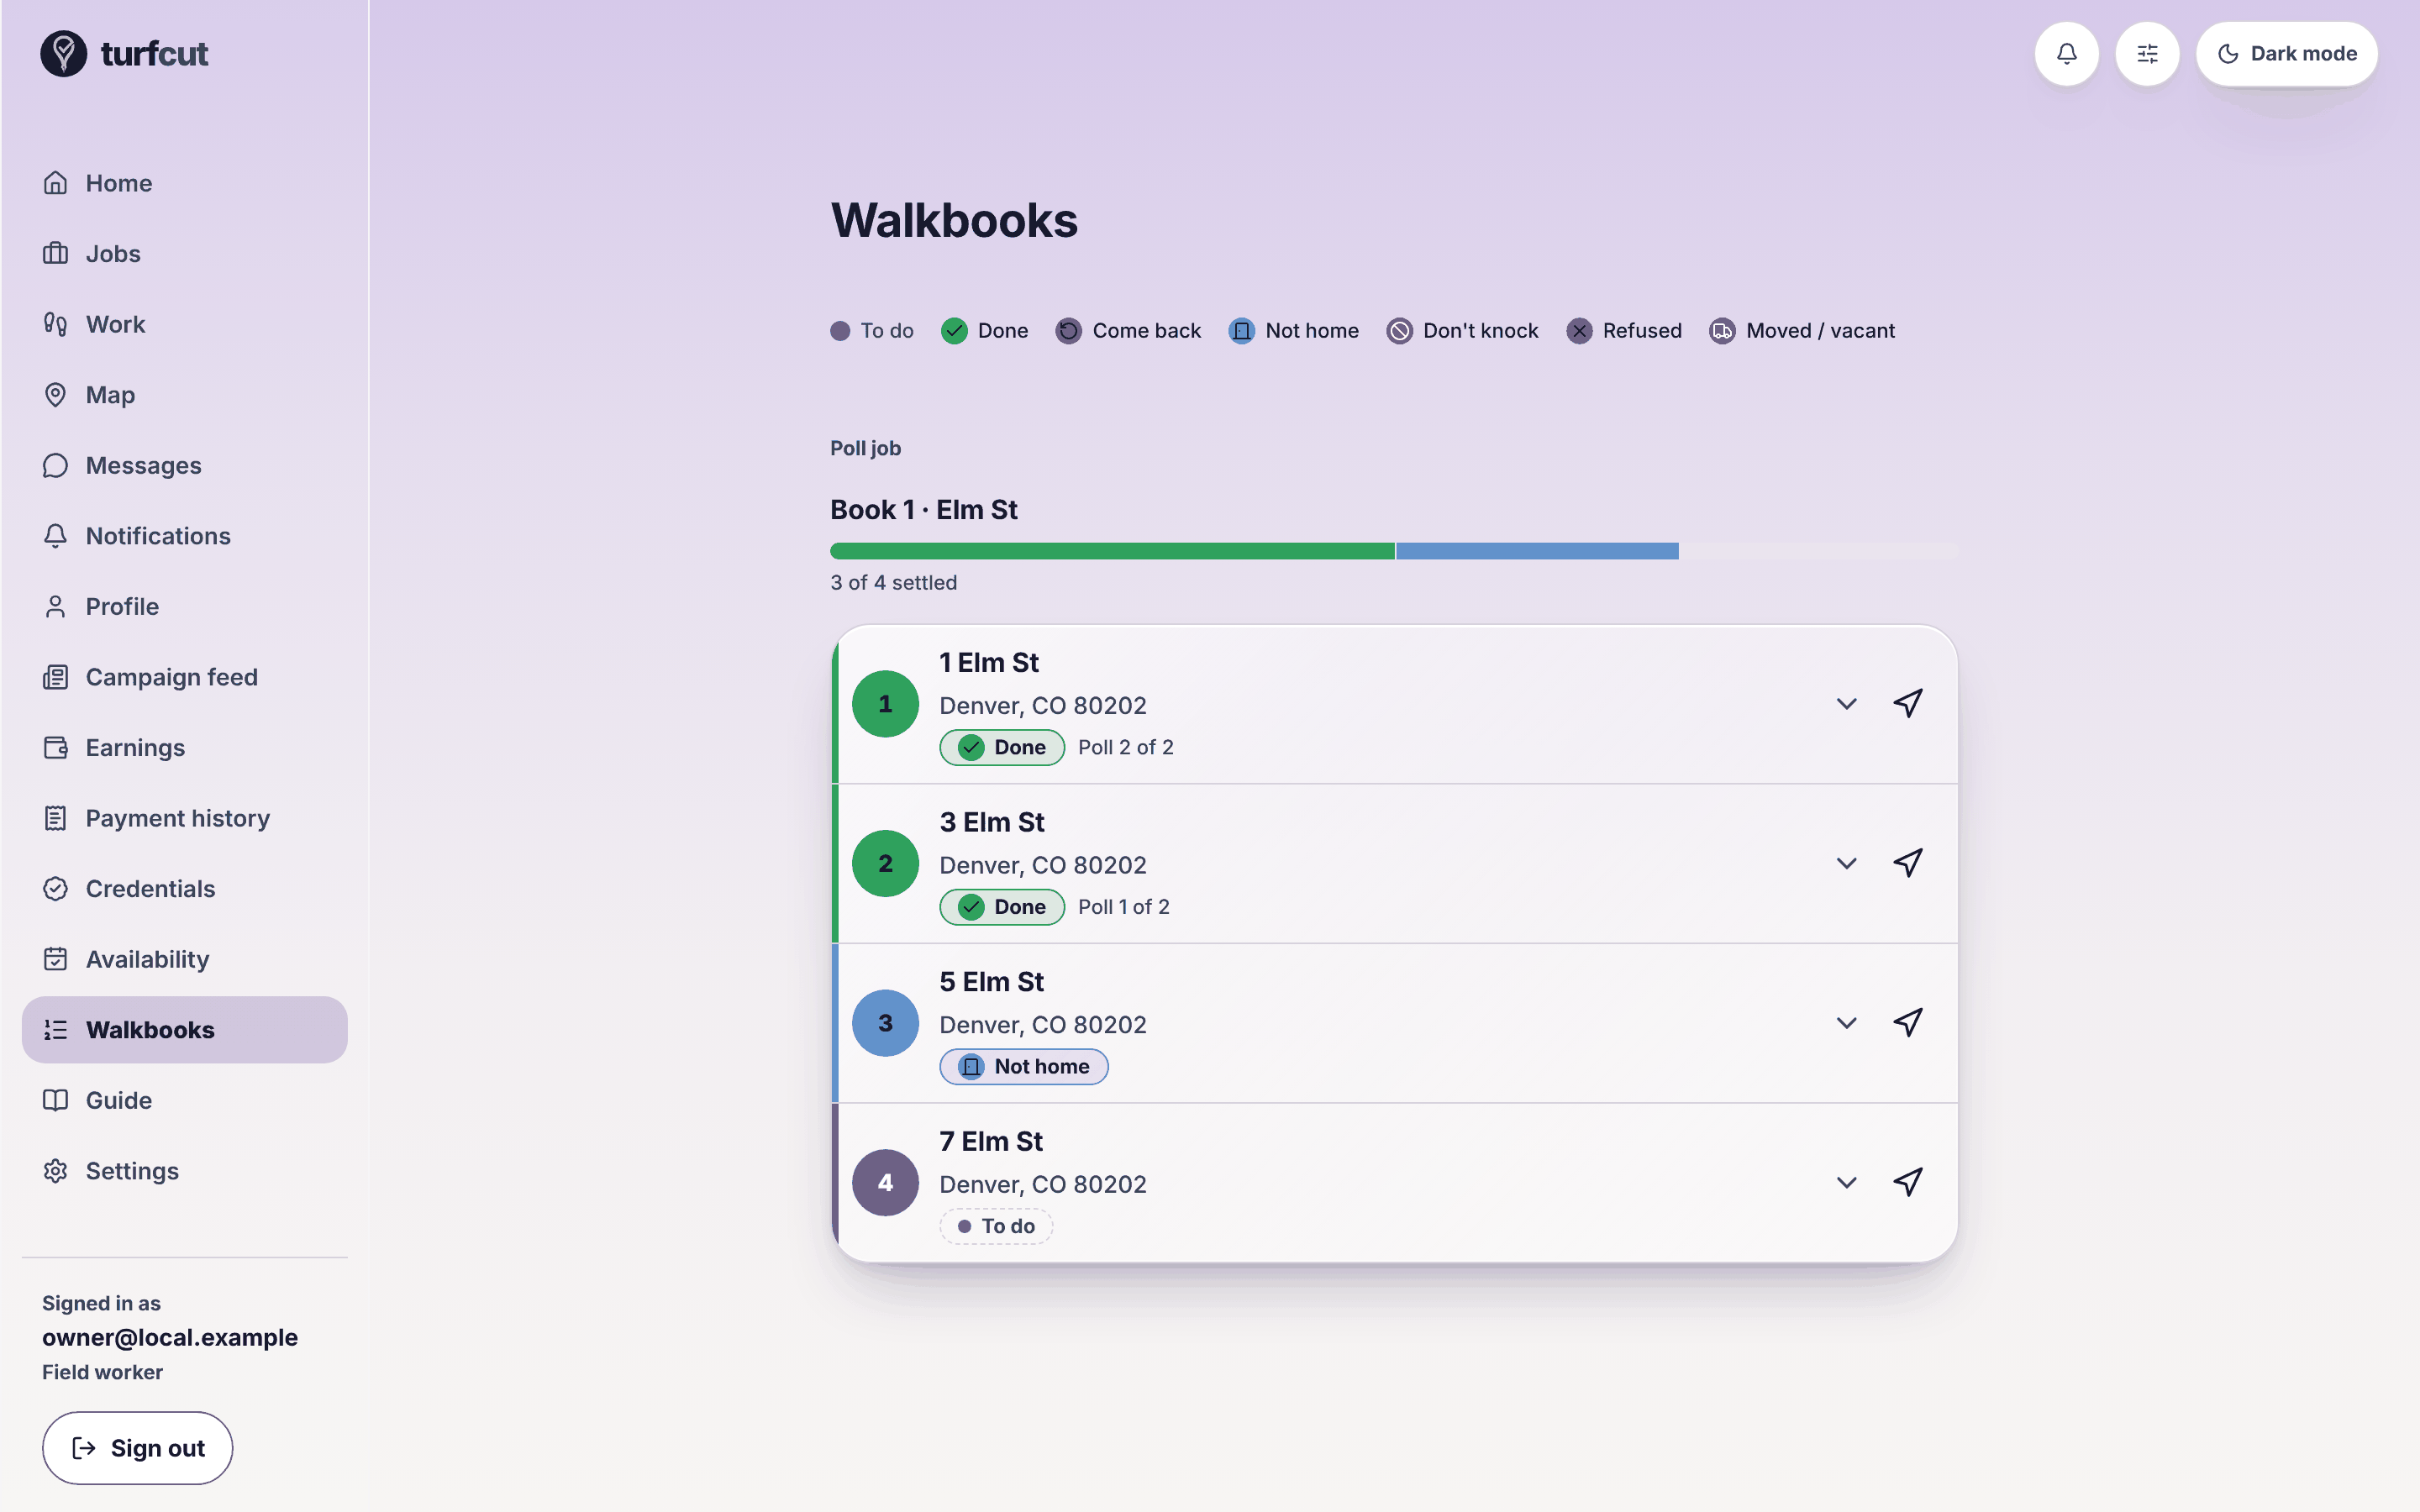 turfcut
Dark mode
Home
Jobs
Work
Map
Messages
Notifications
Profile
Campaign feed
Earnings
Payment history
Credentials
Availability
Walkbooks
Guide
Settings
Signed in as
owner@local.example
Field worker
Sign out
Walkbooks
To do Done Come back Not home Don't knock Refused Moved / vacant
Poll job
Book 1 · Elm St
3 of 4 settled
1 Elm St
1
Denver, CO 80202
Done Poll 2 of 2
3 Elm St
2
Denver, CO 80202
Done Poll 1 of 2
5 Elm St
3
Denver, CO 80202
Not home
7 Elm St
4
Denver, CO 80202
To do